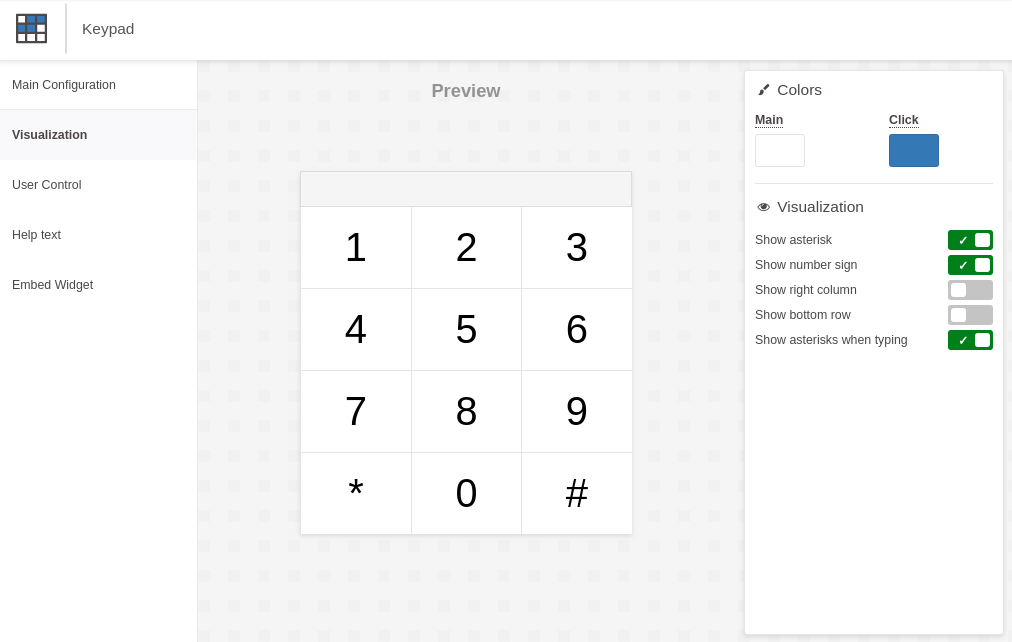 Keypad
Main Configuration
Visualization
User Control
Help text
Embed Widget
Preview
1 2 3
4 5 6
7 8 9
* 0 #
Colors
Main Click
Visualization
Show asterisk
Show number sign
Show right column
Show bottom row
Show asterisks when typing